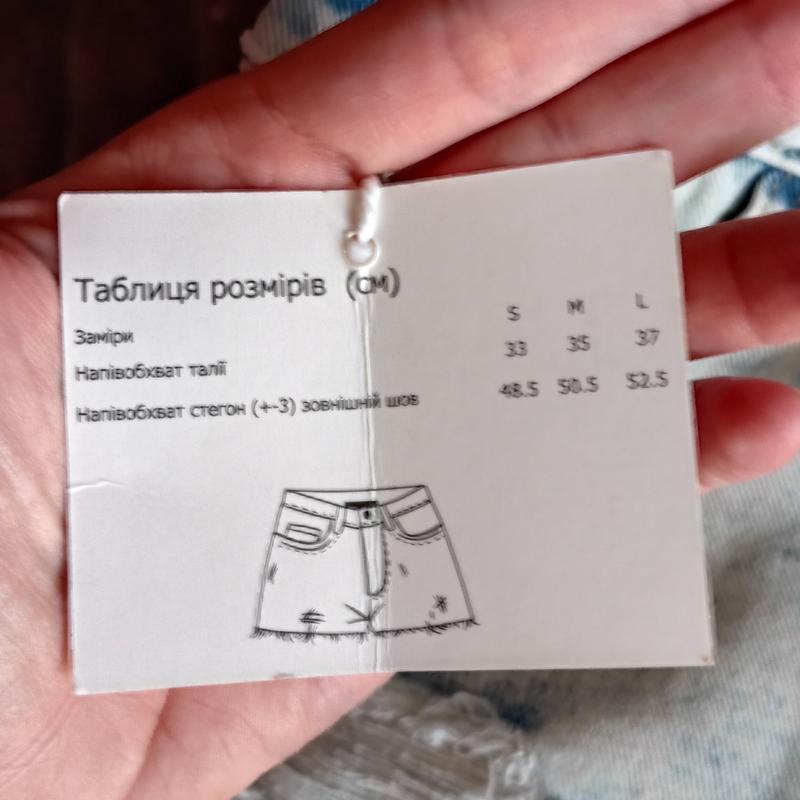 Таблиця розмірів (см)
Заміри S M L
Напівобхват талії 33 35 37
Напівобхват стегон (+-3) зовнішній шов 48.5 50.5 52.5